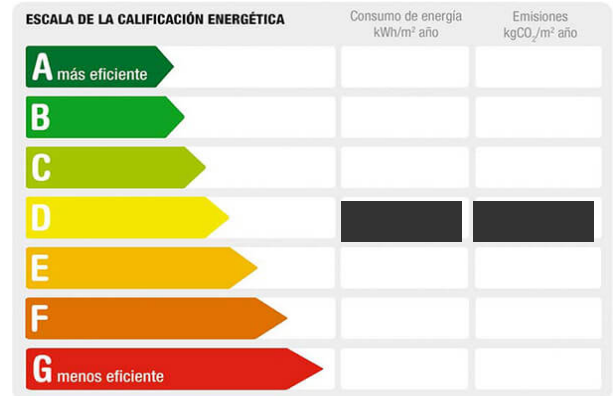 ESCALA DE LA CALIFICACIÓN ENERGÉTICA
Consumo de energía
kWh/m² año
Emisiones
kgCO₂/m² año
A más eficiente
B
C
D
E
F
G menos eficiente